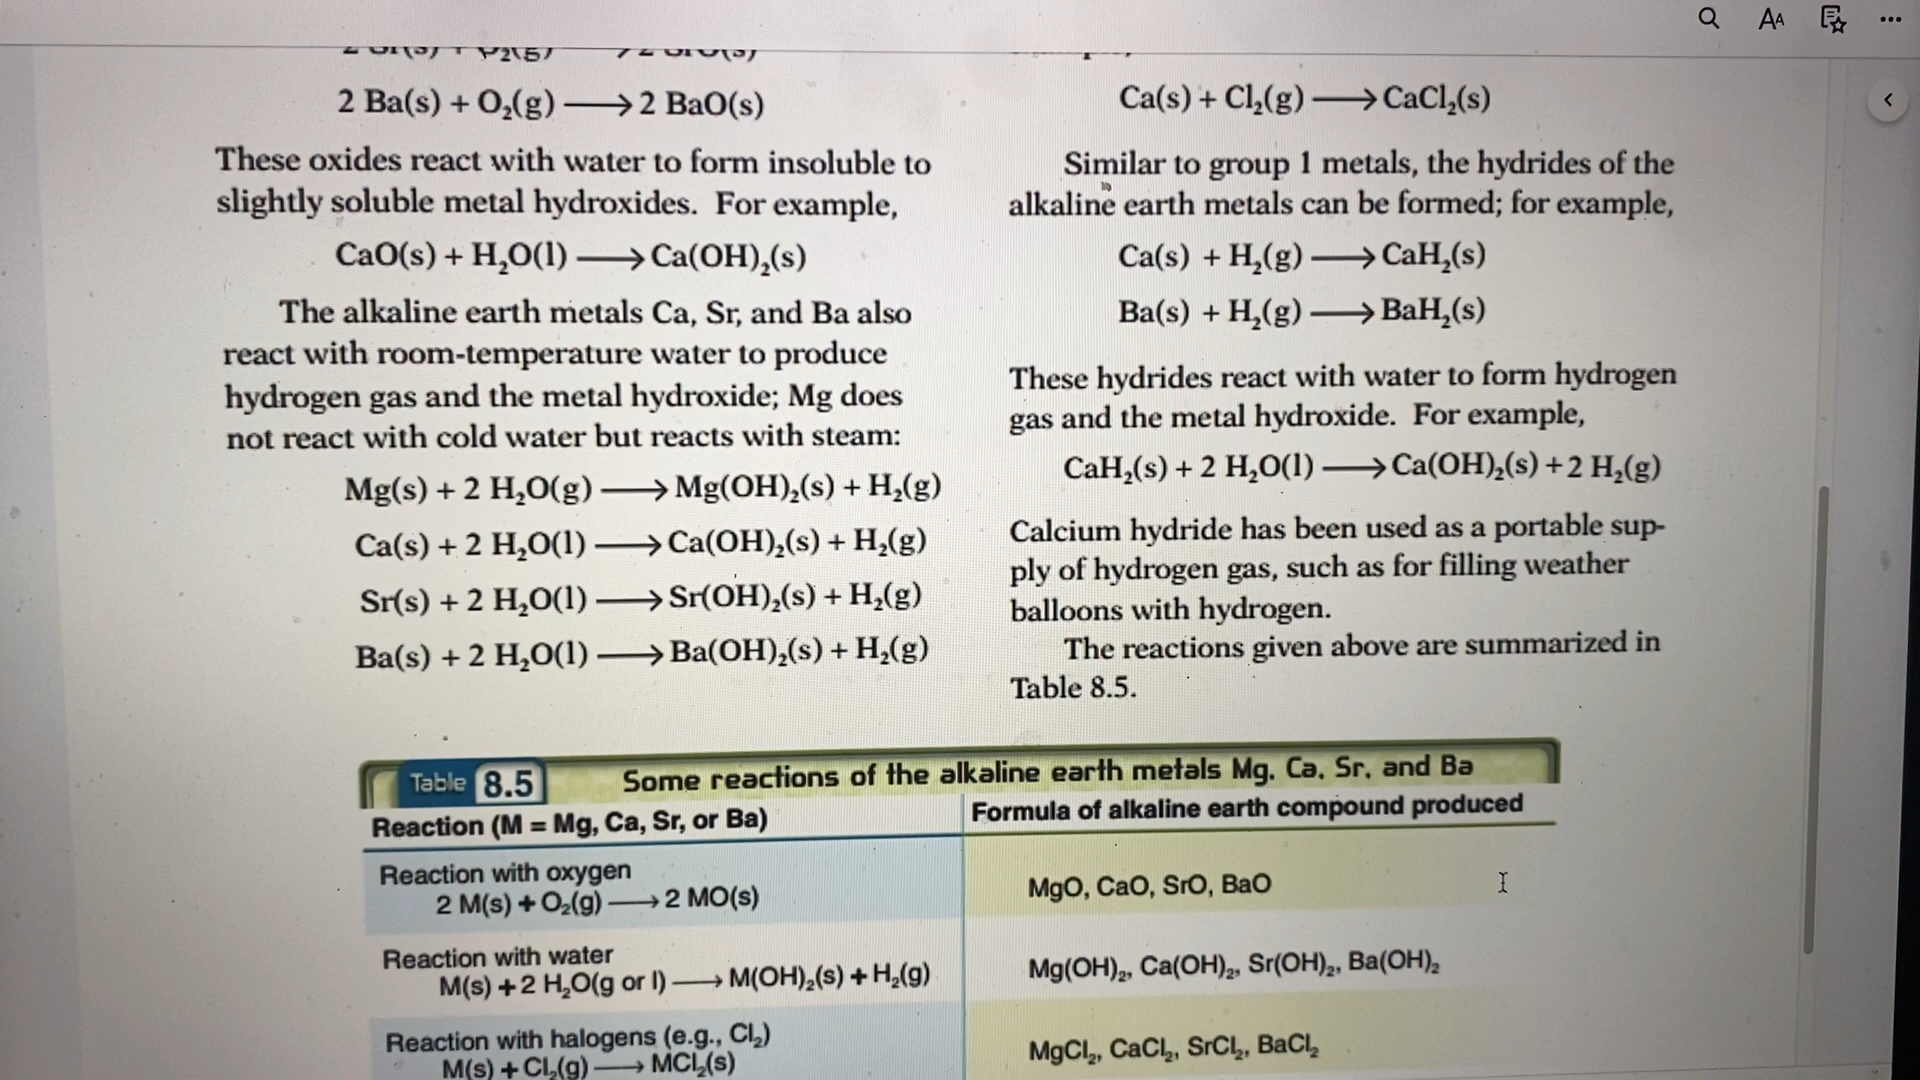 2 Ba(s) + O₂(g) ⟶ 2 BaO(s)
These oxides react with water to form insoluble to
slightly soluble metal hydroxides. For example,
CaO(s) + H₂O(l) ⟶ Ca(OH)₂(s)
The alkaline earth metals Ca, Sr, and Ba also
react with room-temperature water to produce
hydrogen gas and the metal hydroxide; Mg does
not react with cold water but reacts with steam:
Mg(s) + 2 H₂O(g) ⟶ Mg(OH)₂(s) + H₂(g)
Ca(s) + 2 H₂O(l) ⟶ Ca(OH)₂(s) + H₂(g)
Sr(s) + 2 H₂O(l) ⟶ Sr(OH)₂(s) + H₂(g)
Ba(s) + 2 H₂O(l) ⟶ Ba(OH)₂(s) + H₂(g)
Ca(s) + Cl₂(g) ⟶ CaCl₂(s)
Similar to group 1 metals, the hydrides of the
alkaline earth metals can be formed; for example,
Ca(s) + H₂(g) ⟶ CaH₂(s)
Ba(s) + H₂(g) ⟶ BaH₂(s)
These hydrides react with water to form hydrogen
gas and the metal hydroxide. For example,
CaH₂(s) + 2 H₂O(l) ⟶ Ca(OH)₂(s) + 2 H₂(g)
Calcium hydride has been used as a portable sup-
ply of hydrogen gas, such as for filling weather
balloons with hydrogen.
The reactions given above are summarized in
Table 8.5.
Table 8.5 Some reactions of the alkaline earth metals Mg, Ca, Sr, and Ba
Reaction (M = Mg, Ca, Sr, or Ba) Formula of alkaline earth compound produced
Reaction with oxygen
2 M(s) + O₂(g) ⟶ 2 MO(s) MgO, CaO, SrO, BaO
Reaction with water
M(s) + 2 H₂O(g or l) ⟶ M(OH)₂(s) + H₂(g) Mg(OH)₂, Ca(OH)₂, Sr(OH)₂, Ba(OH)₂
Reaction with halogens (e.g., Cl₂)
M(s) + Cl₂(g) ⟶ MCl₂(s) MgCl₂, CaCl₂, SrCl₂, BaCl₂